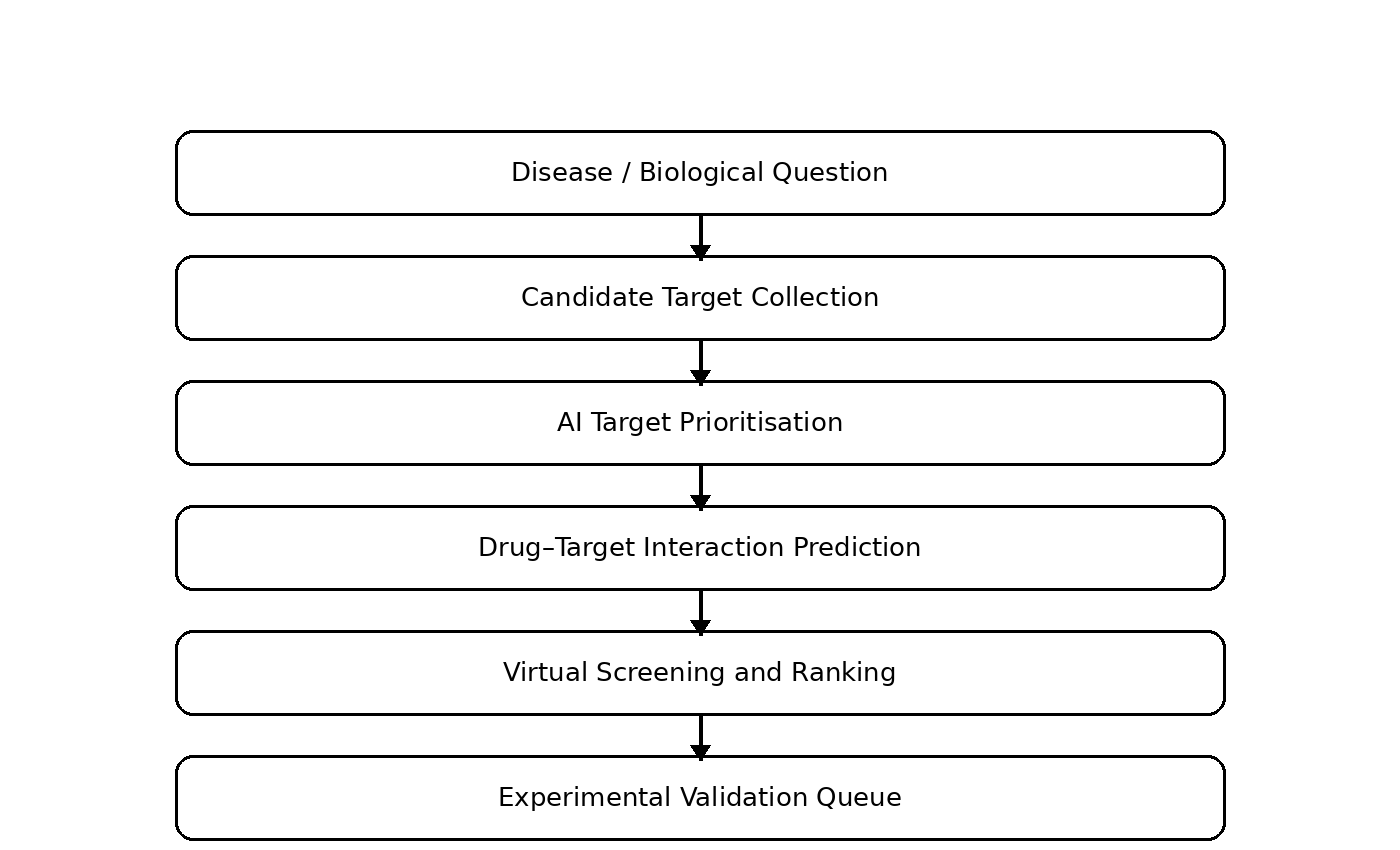 Disease / Biological Question
Candidate Target Collection
AI Target Prioritisation
Drug–Target Interaction Prediction
Virtual Screening and Ranking
Experimental Validation Queue